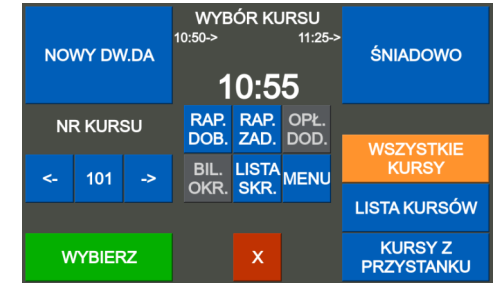 WYBÓR KURSU
10:50->
11:25->
NOWY DW.DA
10:55
ŚNIADOWO
NR KURSU
RAP.
DOB.
RAP.
ZAD.
OPŁ.
DOD.
WSZYSTKIE
KURSY
<-
101
->
BIL.
OKR.
LISTA
SKR.
MENU
LISTA KURSÓW
WYBIERZ
X
KURSY Z
PRZYSTANKU